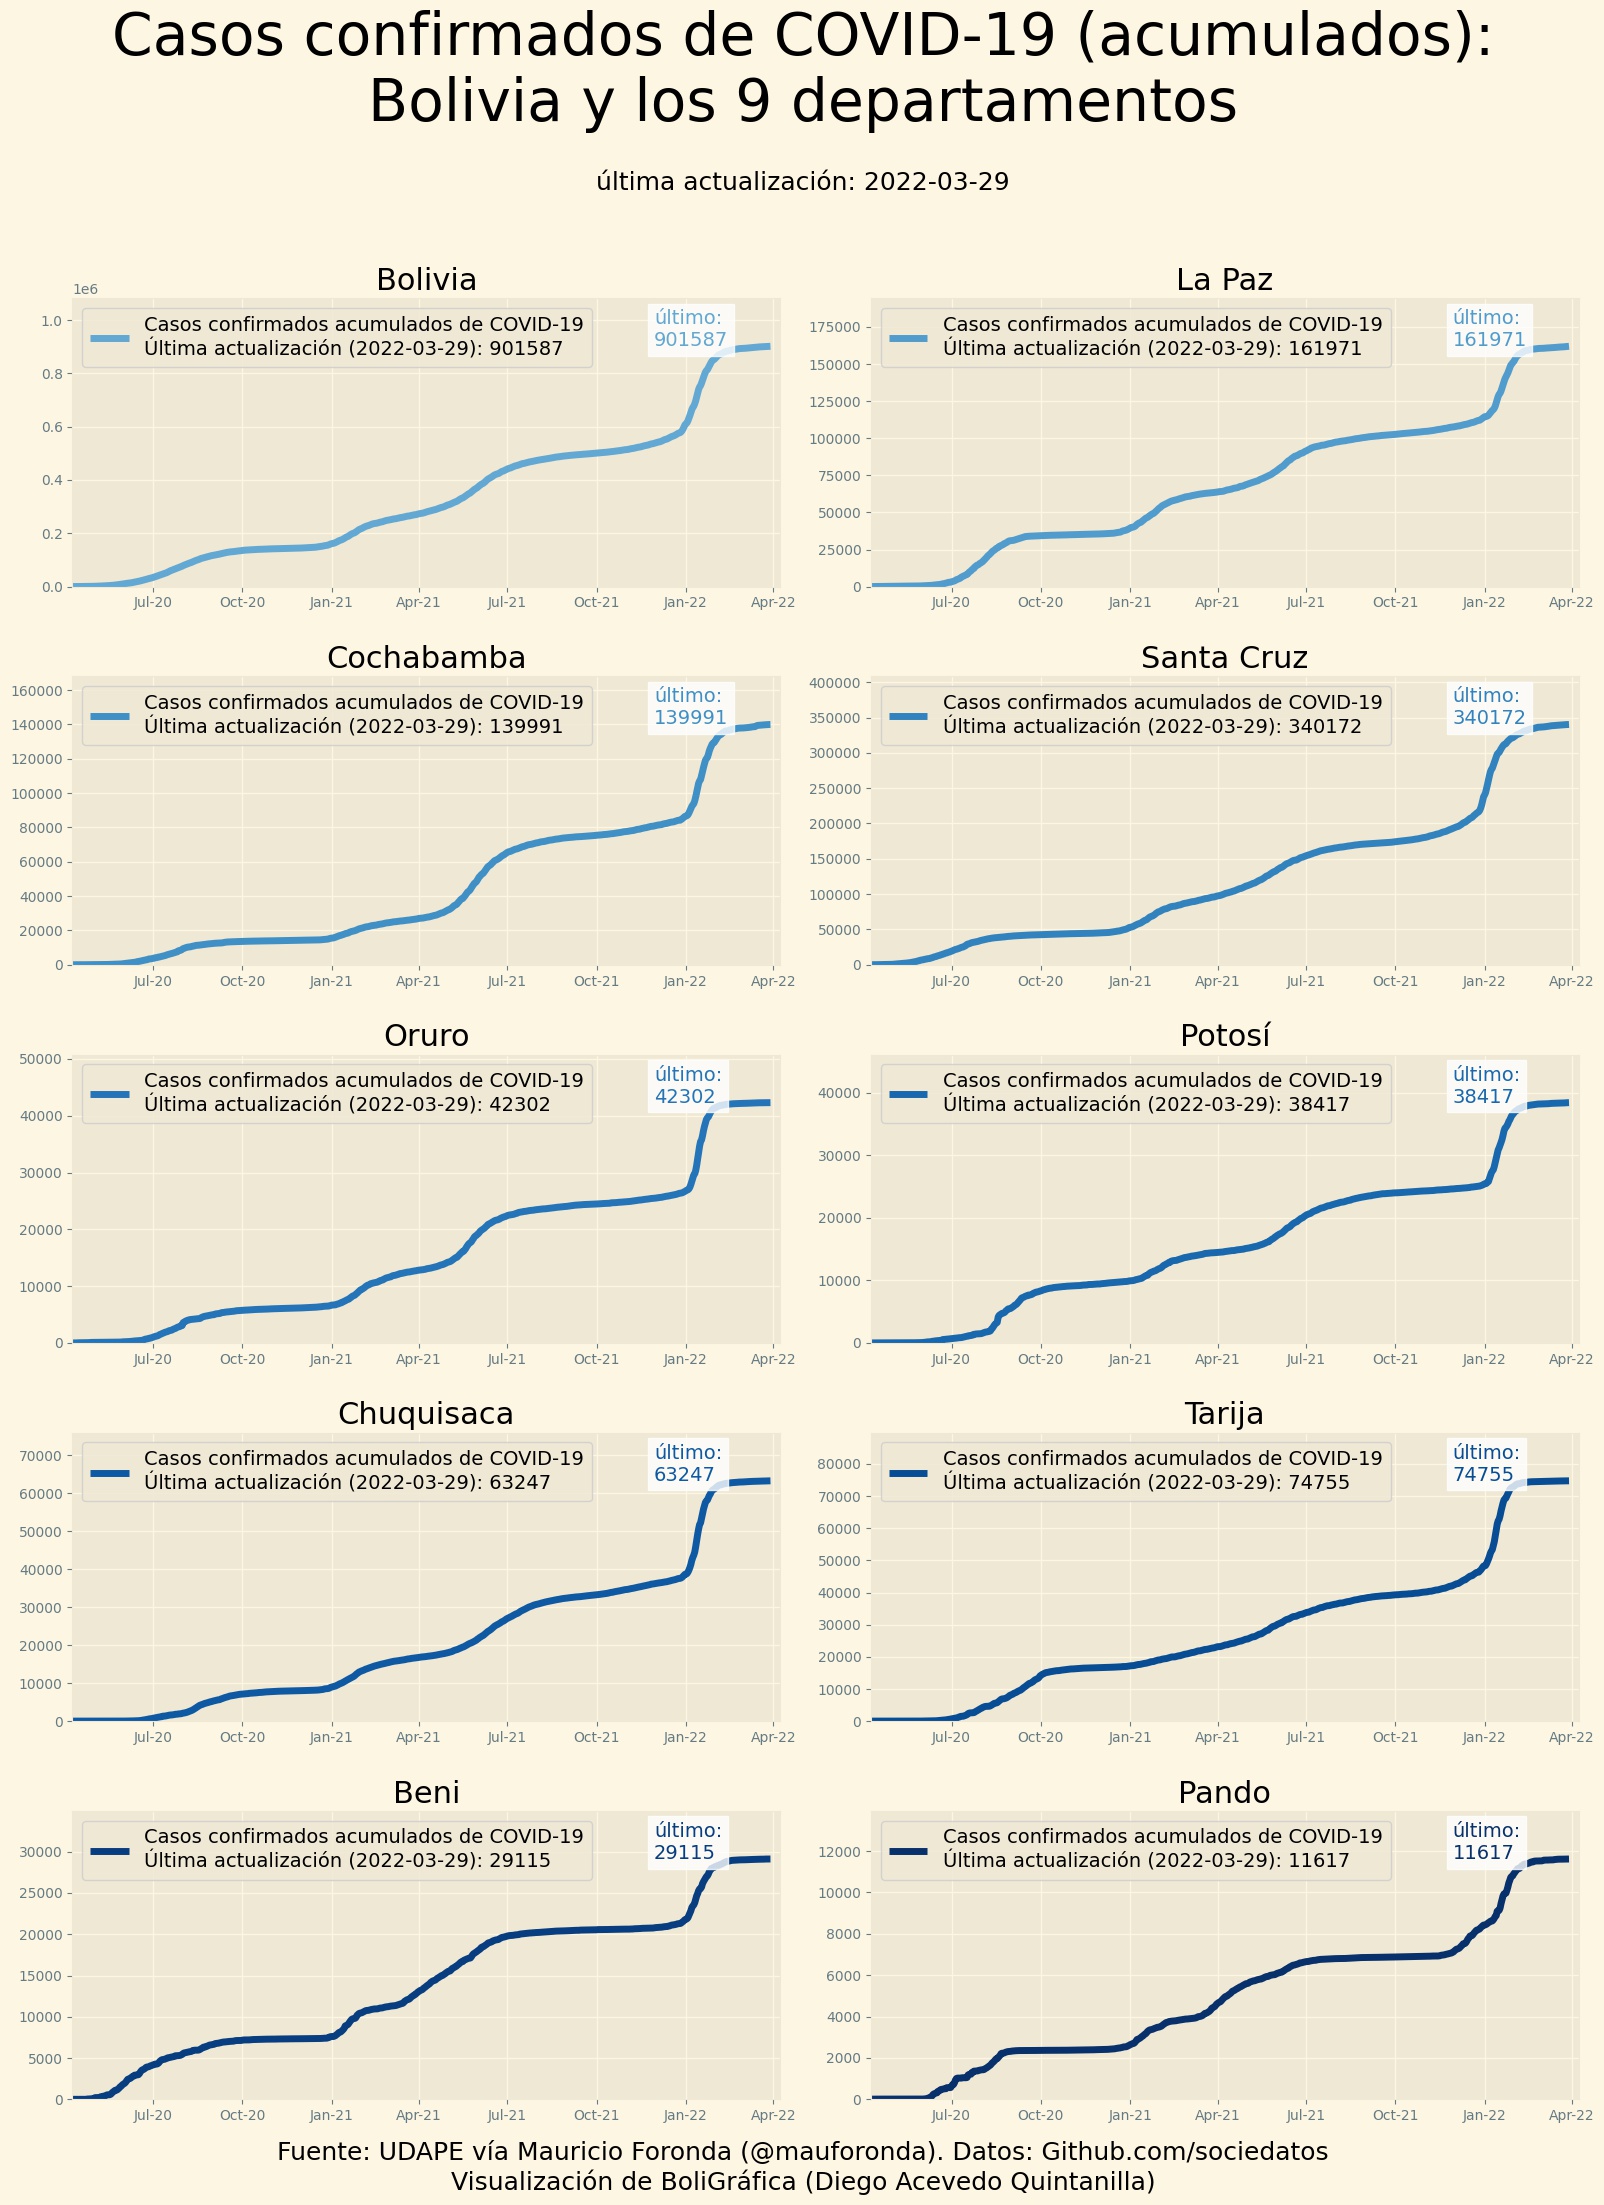 Casos confirmados de COVID-19 (acumulados):
Bolivia y los 9 departamentos
última actualización: 2022-03-29
Bolivia
1e6
Casos confirmados acumulados de COVID-19
Última actualización (2022-03-29): 901587
último:
901587
1.0
0.8
0.6
0.4
0.2
0.0
Jul-20 Oct-20 Jan-21 Apr-21 Jul-21 Oct-21 Jan-22 Apr-22
La Paz
Casos confirmados acumulados de COVID-19
Última actualización (2022-03-29): 161971
último:
161971
175000
150000
125000
100000
75000
50000
25000
0
Jul-20 Oct-20 Jan-21 Apr-21 Jul-21 Oct-21 Jan-22 Apr-22
Cochabamba
Casos confirmados acumulados de COVID-19
Última actualización (2022-03-29): 139991
último:
139991
160000
140000
120000
100000
80000
60000
40000
20000
0
Jul-20 Oct-20 Jan-21 Apr-21 Jul-21 Oct-21 Jan-22 Apr-22
Santa Cruz
Casos confirmados acumulados de COVID-19
Última actualización (2022-03-29): 340172
último:
340172
400000
350000
300000
250000
200000
150000
100000
50000
0
Jul-20 Oct-20 Jan-21 Apr-21 Jul-21 Oct-21 Jan-22 Apr-22
Oruro
Casos confirmados acumulados de COVID-19
Última actualización (2022-03-29): 42302
último:
42302
50000
40000
30000
20000
10000
0
Jul-20 Oct-20 Jan-21 Apr-21 Jul-21 Oct-21 Jan-22 Apr-22
Potosí
Casos confirmados acumulados de COVID-19
Última actualización (2022-03-29): 38417
último:
38417
40000
30000
20000
10000
0
Jul-20 Oct-20 Jan-21 Apr-21 Jul-21 Oct-21 Jan-22 Apr-22
Chuquisaca
Casos confirmados acumulados de COVID-19
Última actualización (2022-03-29): 63247
último:
63247
70000
60000
50000
40000
30000
20000
10000
0
Jul-20 Oct-20 Jan-21 Apr-21 Jul-21 Oct-21 Jan-22 Apr-22
Tarija
Casos confirmados acumulados de COVID-19
Última actualización (2022-03-29): 74755
último:
74755
80000
70000
60000
50000
40000
30000
20000
10000
0
Jul-20 Oct-20 Jan-21 Apr-21 Jul-21 Oct-21 Jan-22 Apr-22
Beni
Casos confirmados acumulados de COVID-19
Última actualización (2022-03-29): 29115
último:
29115
30000
25000
20000
15000
10000
5000
0
Jul-20 Oct-20 Jan-21 Apr-21 Jul-21 Oct-21 Jan-22 Apr-22
Pando
Casos confirmados acumulados de COVID-19
Última actualización (2022-03-29): 11617
último:
11617
12000
10000
8000
6000
4000
2000
0
Jul-20 Oct-20 Jan-21 Apr-21 Jul-21 Oct-21 Jan-22 Apr-22
Fuente: UDAPE vía Mauricio Foronda (@mauforonda). Datos: Github.com/sociedatos
Visualización de BoliGráfica (Diego Acevedo Quintanilla)